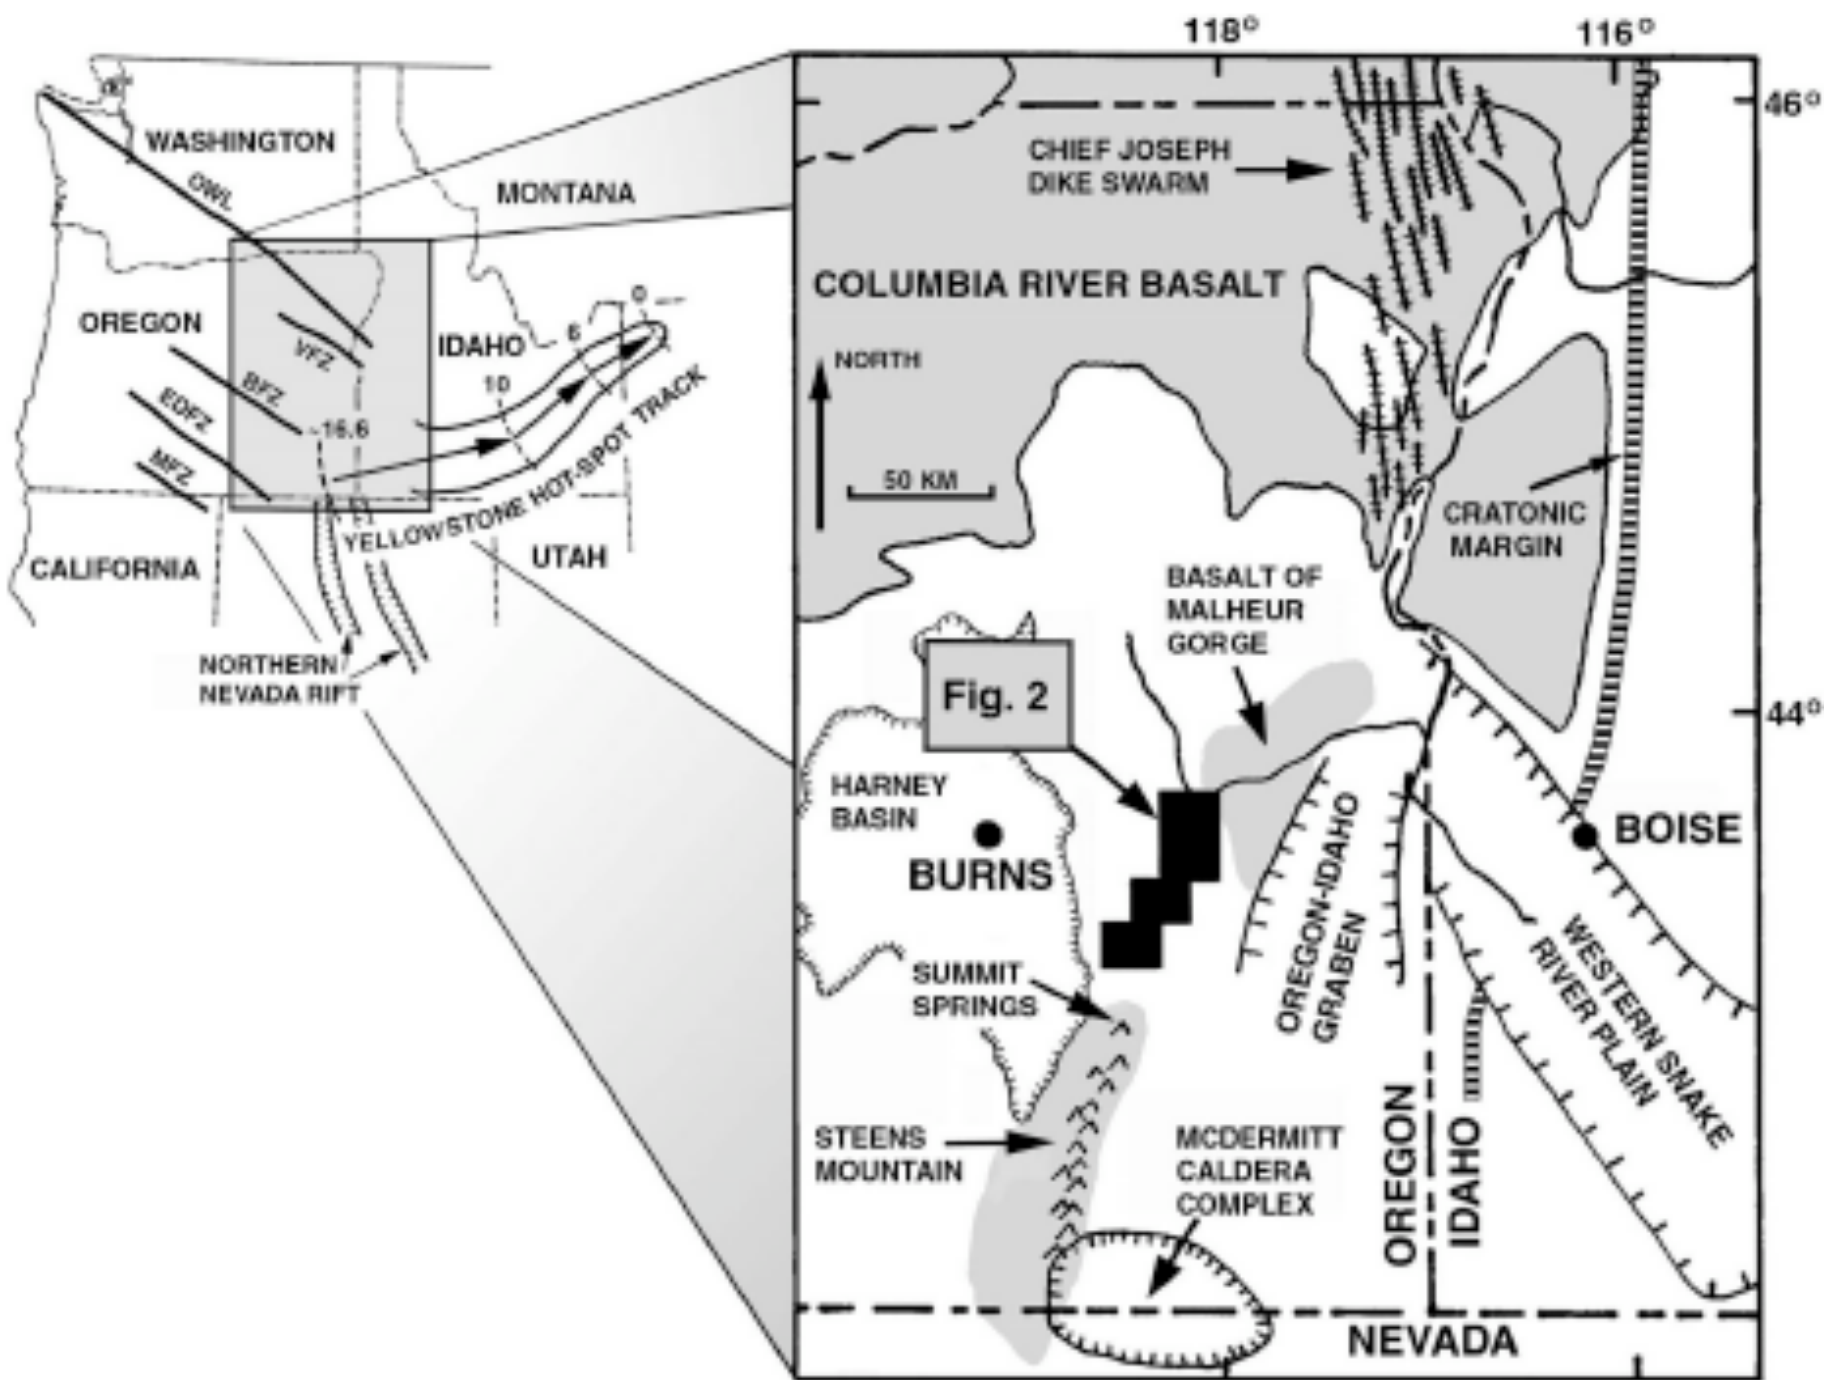 WASHINGTON
OWL
MONTANA
OREGON
VFZ
IDAHO
BFZ
EDFZ
MFZ
16.6
10
6
0
YELLOWSTONE HOT-SPOT TRACK
CALIFORNIA
UTAH
NORTHERN
NEVADA RIFT
118°
116°
46°
44°
CHIEF JOSEPH
DIKE SWARM
COLUMBIA RIVER BASALT
NORTH
50 KM
CRATONIC
MARGIN
BASALT OF
MALHEUR
GORGE
Fig. 2
HARNEY
BASIN
BURNS
BOISE
OREGON-IDAHO
GRABEN
WESTERN SNAKE
RIVER PLAIN
SUMMIT
SPRINGS
STEENS
MOUNTAIN
MCDERMITT
CALDERA
COMPLEX
OREGON
IDAHO
NEVADA